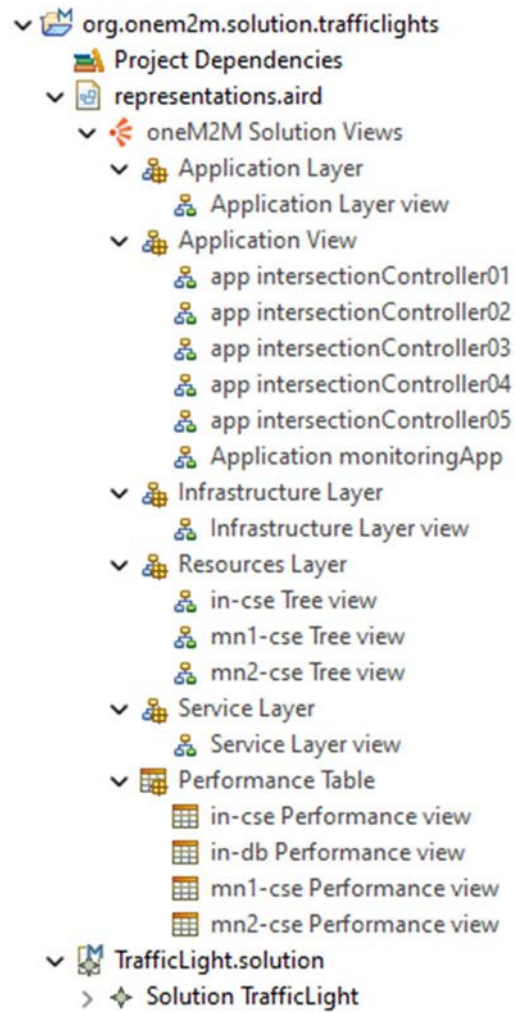 org.onem2m.solution.trafficlights
Project Dependencies
representations.aird
oneM2M Solution Views
Application Layer
Application Layer view
Application View
app intersectionController01
app intersectionController02
app intersectionController03
app intersectionController04
app intersectionController05
Application monitoringApp
Infrastructure Layer
Infrastructure Layer view
Resources Layer
in-cse Tree view
mn1-cse Tree view
mn2-cse Tree view
Service Layer
Service Layer view
Performance Table
in-cse Performance view
in-db Performance view
mn1-cse Performance view
mn2-cse Performance view
TrafficLight.solution
Solution TrafficLight